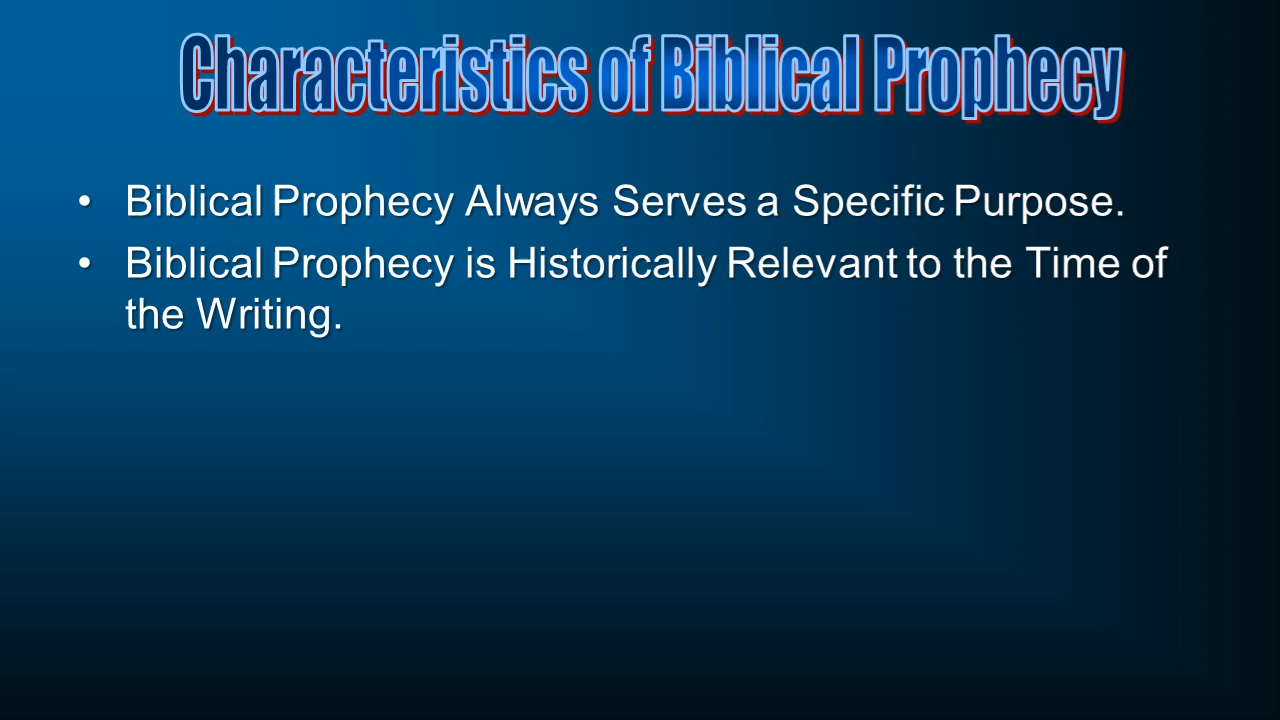 Characteristics of Biblical Prophecy
• Biblical Prophecy Always Serves a Specific Purpose.
• Biblical Prophecy is Historically Relevant to the Time of
the Writing.